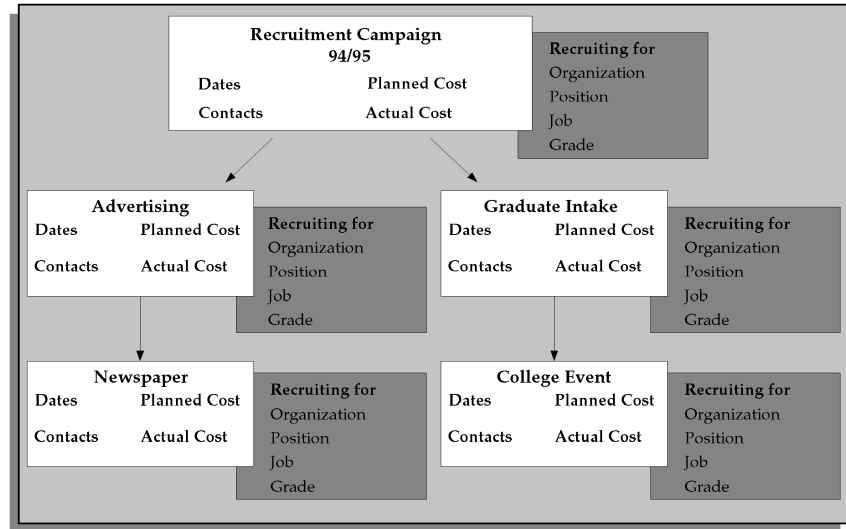 Recruitment Campaign
94/95
Dates Planned Cost
Contacts Actual Cost
Recruiting for
Organization
Position
Job
Grade
Advertising
Dates Planned Cost
Contacts Actual Cost
Recruiting for
Organization
Position
Job
Grade
Graduate Intake
Dates Planned Cost
Contacts Actual Cost
Recruiting for
Organization
Position
Job
Grade
Newspaper
Dates Planned Cost
Contacts Actual Cost
Recruiting for
Organization
Position
Job
Grade
College Event
Dates Planned Cost
Contacts Actual Cost
Recruiting for
Organization
Position
Job
Grade